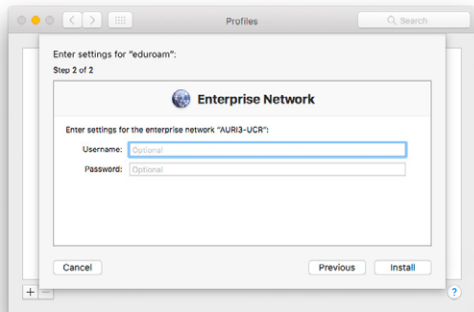 Profiles
Search
Enter settings for "eduroam":
Step 2 of 2
Enterprise Network
Enter settings for the enterprise network "AURI3-UCR":
Username: Optional
Password: Optional
Cancel
Previous
Install
+
−
?